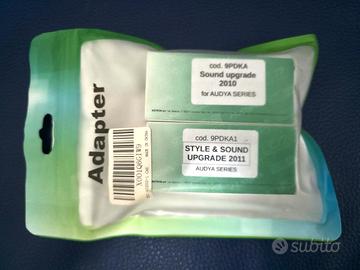 Adapter
cod. 9PDKA
Sound upgrade
2010
for AUDYA SERIES
cod. 9PDKA1
STYLE & SOUND
UPGRADE 2011
AUDYA SERIES
subito